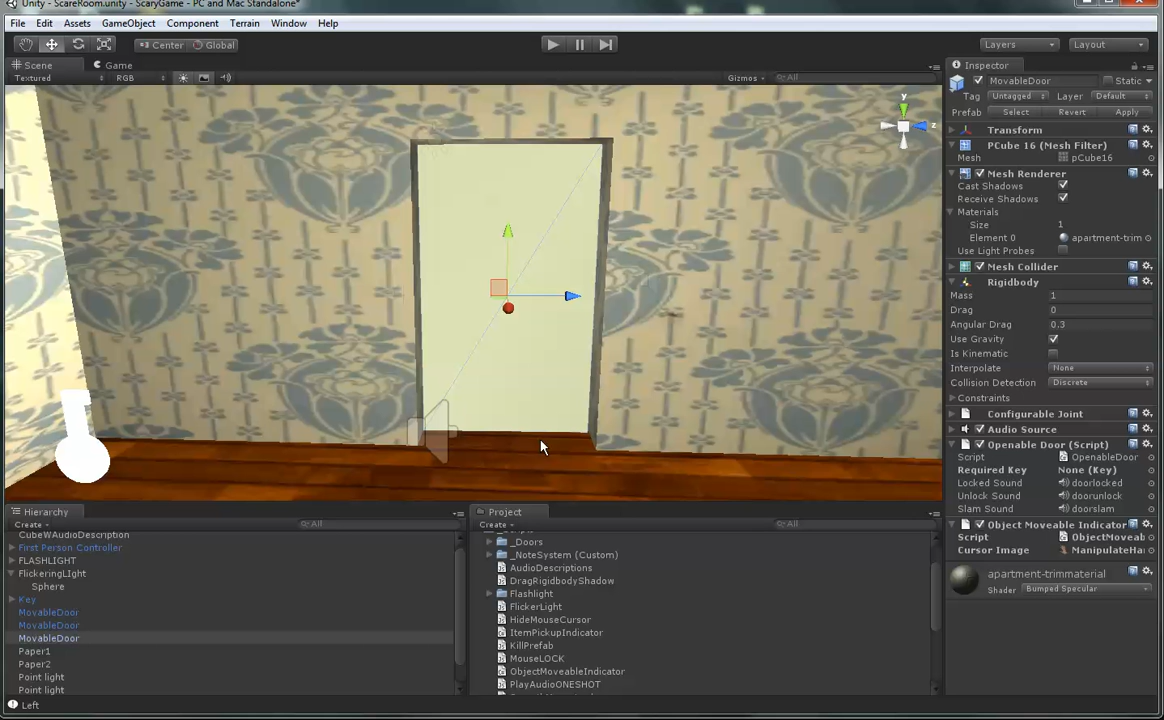 Unity - ScareRoom.unity - ScaryGame - PC and Mac Standalone*
File Edit Assets GameObject Component Terrain Window Help
Center Global Layers Layout
Scene Game Inspector
Textured RGB Gizmos All
MovableDoor Static
Tag Untagged Layer Default
Prefab Select Revert Apply
Transform
PCube 16 (Mesh Filter)
Mesh pCube16
Mesh Renderer
Cast Shadows
Receive Shadows
Materials
Size 1
Element 0 apartment-trim
Use Light Probes
Mesh Collider
Rigidbody
Mass 1
Drag 0
Angular Drag 0.3
Use Gravity
Is Kinematic
Interpolate None
Collision Detection Discrete
Constraints
Configurable Joint
Audio Source
Openable Door (Script)
Script OpenableDoor
Required Key None (Key)
Locked Sound doorlocked
Unlock Sound doorunlock
Slam Sound doorslam
Object Moveable Indicator
Script ObjectMoveab
Cursor Image ManipulateHa
apartment-trimmaterial
Shader Bumped Specular
y
z
Hierarchy
Create All
CubeWAudioDescription
First Person Controller
FLASHLIGHT
FlickeringLIght
Sphere
Key
MovableDoor
MovableDoor
MovableDoor
Paper1
Paper2
Point light
Point light
Project
Create All
_Doors
_NoteSystem (Custom)
AudioDescriptions
DragRigidbodyShadow
Flashlight
FlickerLight
HideMouseCursor
ItemPickupIndicator
KillPrefab
MouseLOCK
ObjectMoveableIndicator
PlayAudioONESHOT
Left